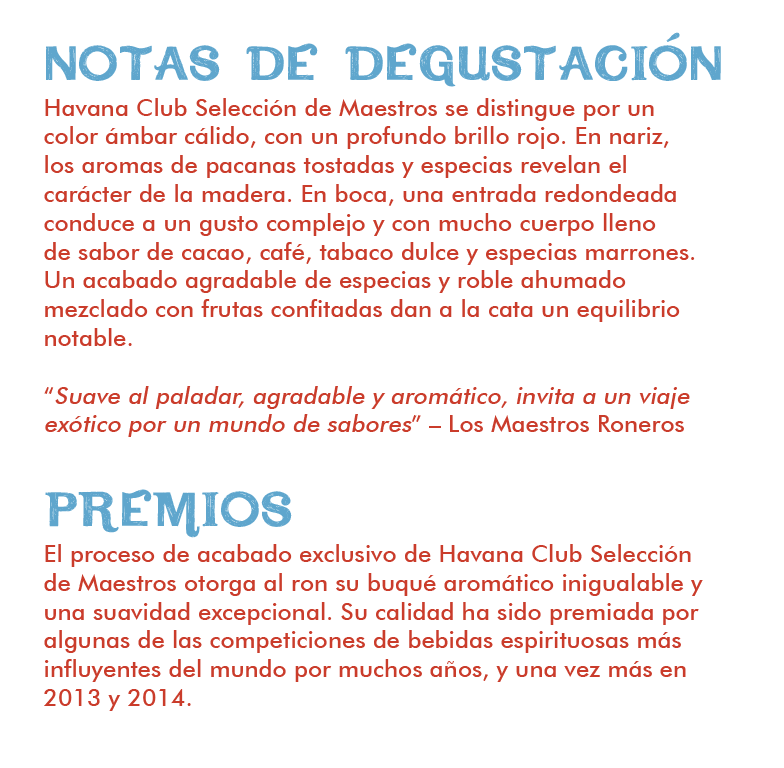 NOTAS DE DEGUSTACIÓN
Havana Club Selección de Maestros se distingue por un
color ámbar cálido, con un profundo brillo rojo. En nariz,
los aromas de pacanas tostadas y especias revelan el
carácter de la madera. En boca, una entrada redondeada
conduce a un gusto complejo y con mucho cuerpo lleno
de sabor de cacao, café, tabaco dulce y especias marrones.
Un acabado agradable de especias y roble ahumado
mezclado con frutas confitadas dan a la cata un equilibrio
notable.
“Suave al paladar, agradable y aromático, invita a un viaje
exótico por un mundo de sabores” – Los Maestros Roneros
PREMIOS
El proceso de acabado exclusivo de Havana Club Selección
de Maestros otorga al ron su buqué aromático inigualable y
una suavidad excepcional. Su calidad ha sido premiada por
algunas de las competiciones de bebidas espirituosas más
influyentes del mundo por muchos años, y una vez más en
2013 y 2014.